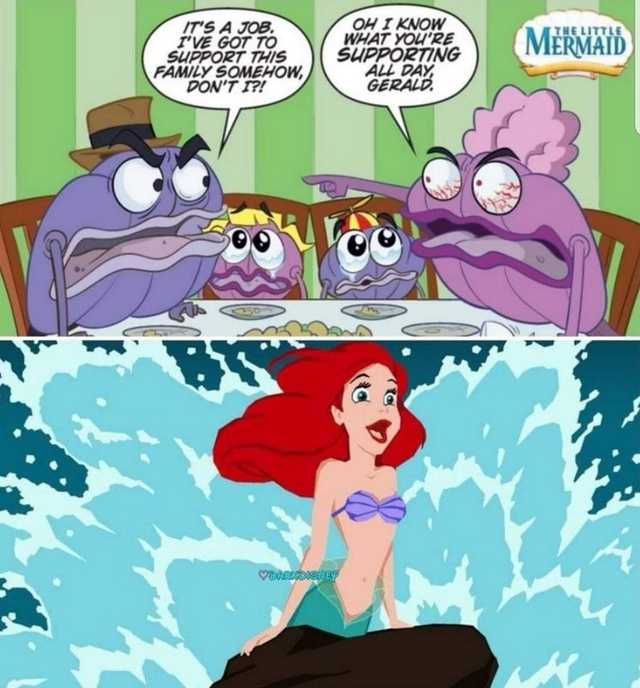 IT'S A JOB.
I'VE GOT TO
SUPPORT THIS
FAMILY SOMEHOW,
DON'T I?!
OH I KNOW
WHAT YOU'RE
SUPPORTING
ALL DAY,
GERALD.
THE LITTLE
MERMAID